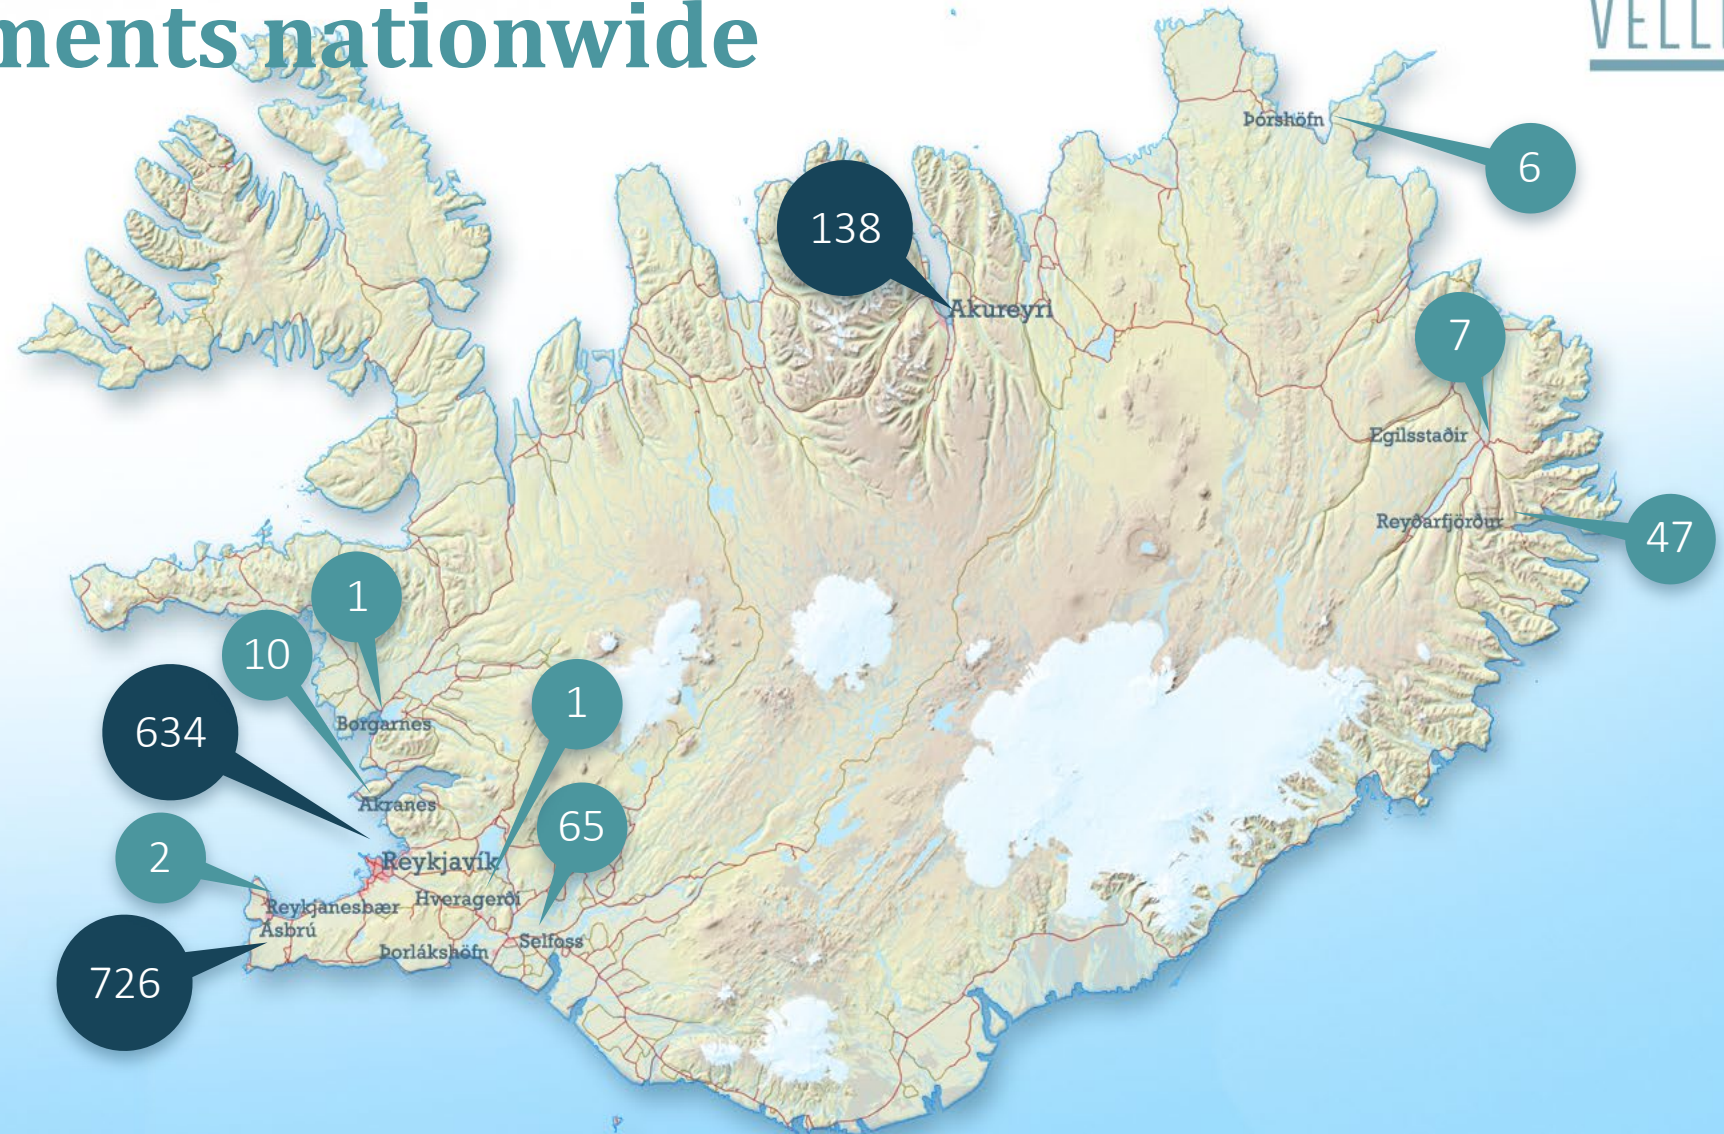 ments nationwide
VELLI
Þórshöfn
6
138
Akureyri
7
Egilsstaðir
Reyðarfjörður
47
1
10
Borgarnes
1
634
Akranes
65
2
Reykjavík
Reykjanesbær
Hveragerði
Ásbrú
Þorlákshöfn
Selfoss
726